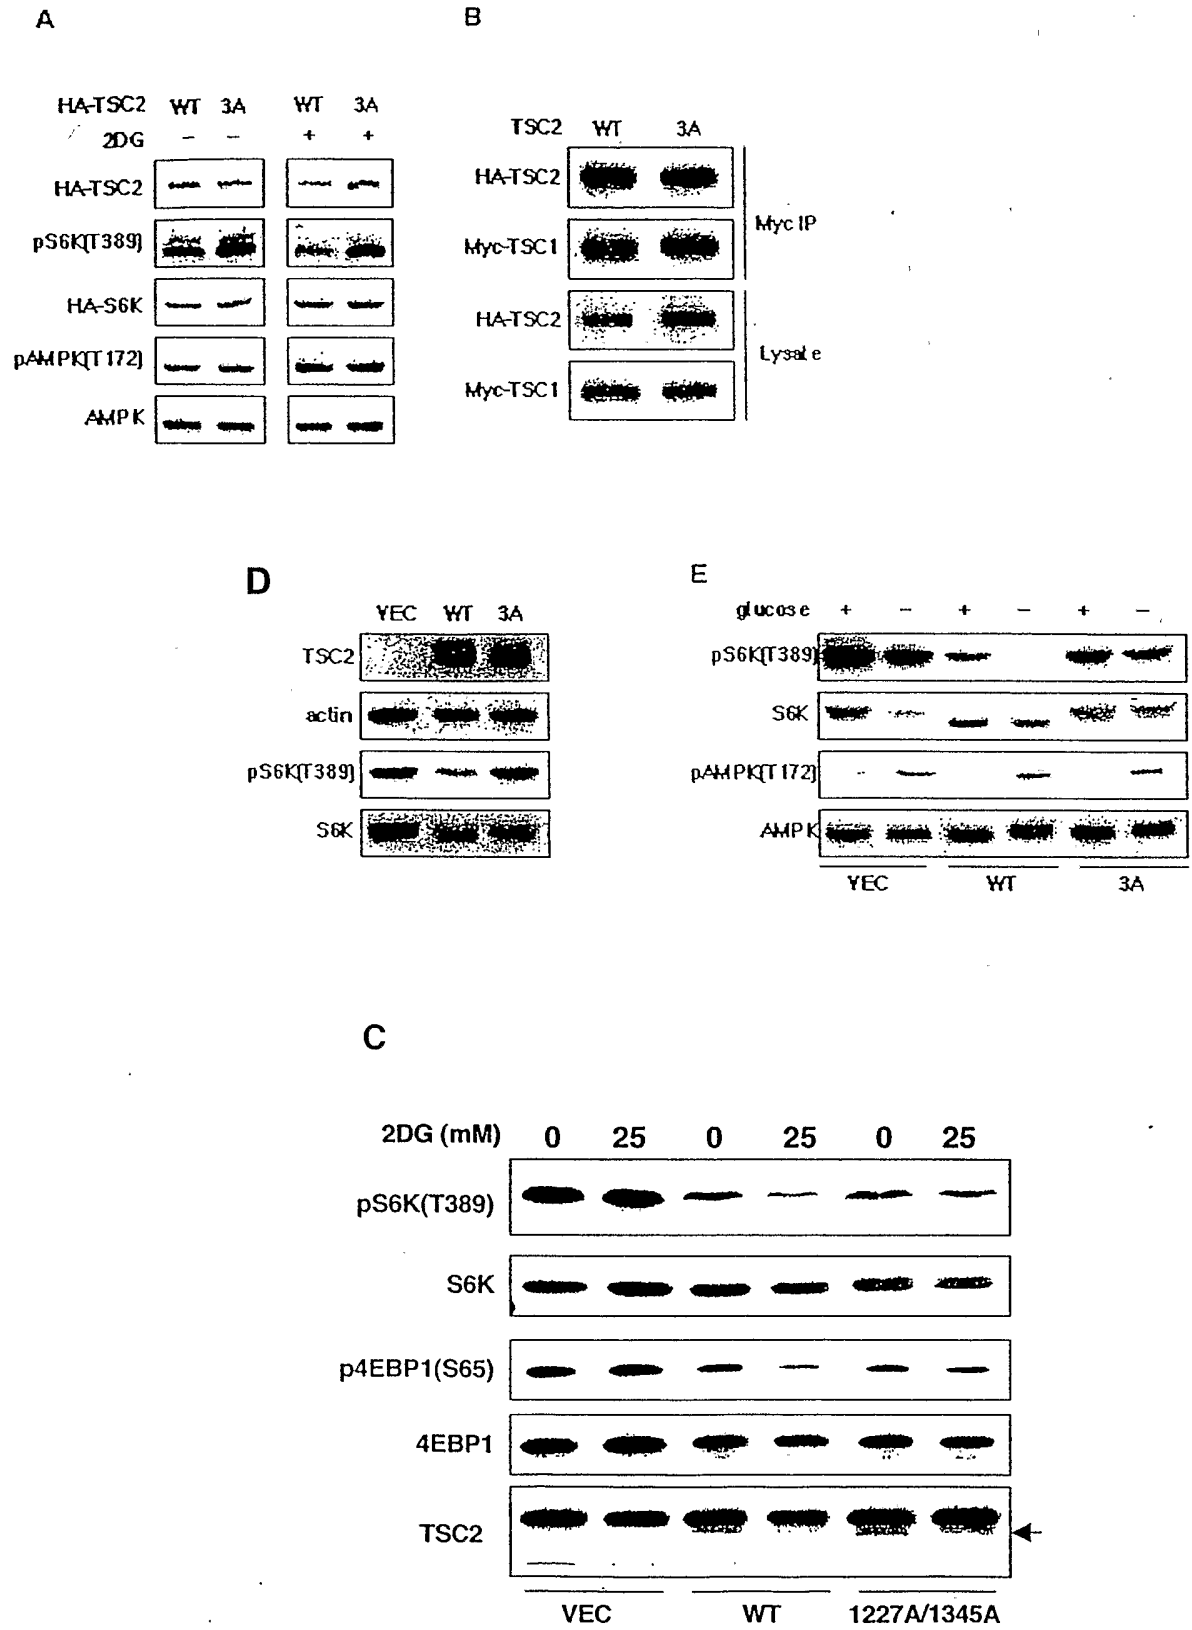 A
HA-TSC2 WT 3A WT 3A
2DG − − + +
HA-TSC2
pS6K(T389)
HA-S6K
pAMPK(T172)
AMPK
B
TSC2 WT 3A
HA-TSC2
Myc-TSC1
Myc IP
HA-TSC2
Myc-TSC1
Lysate
D
VEC WT 3A
TSC2
actin
pS6K(T389)
S6K
E
glucose + − + − + −
pS6K(T389)
S6K
pAMPK(T172)
AMPK
VEC WT 3A
C
2DG (mM) 0 25 0 25 0 25
pS6K(T389)
S6K
p4EBP1(S65)
4EBP1
TSC2
VEC WT 1227A/1345A